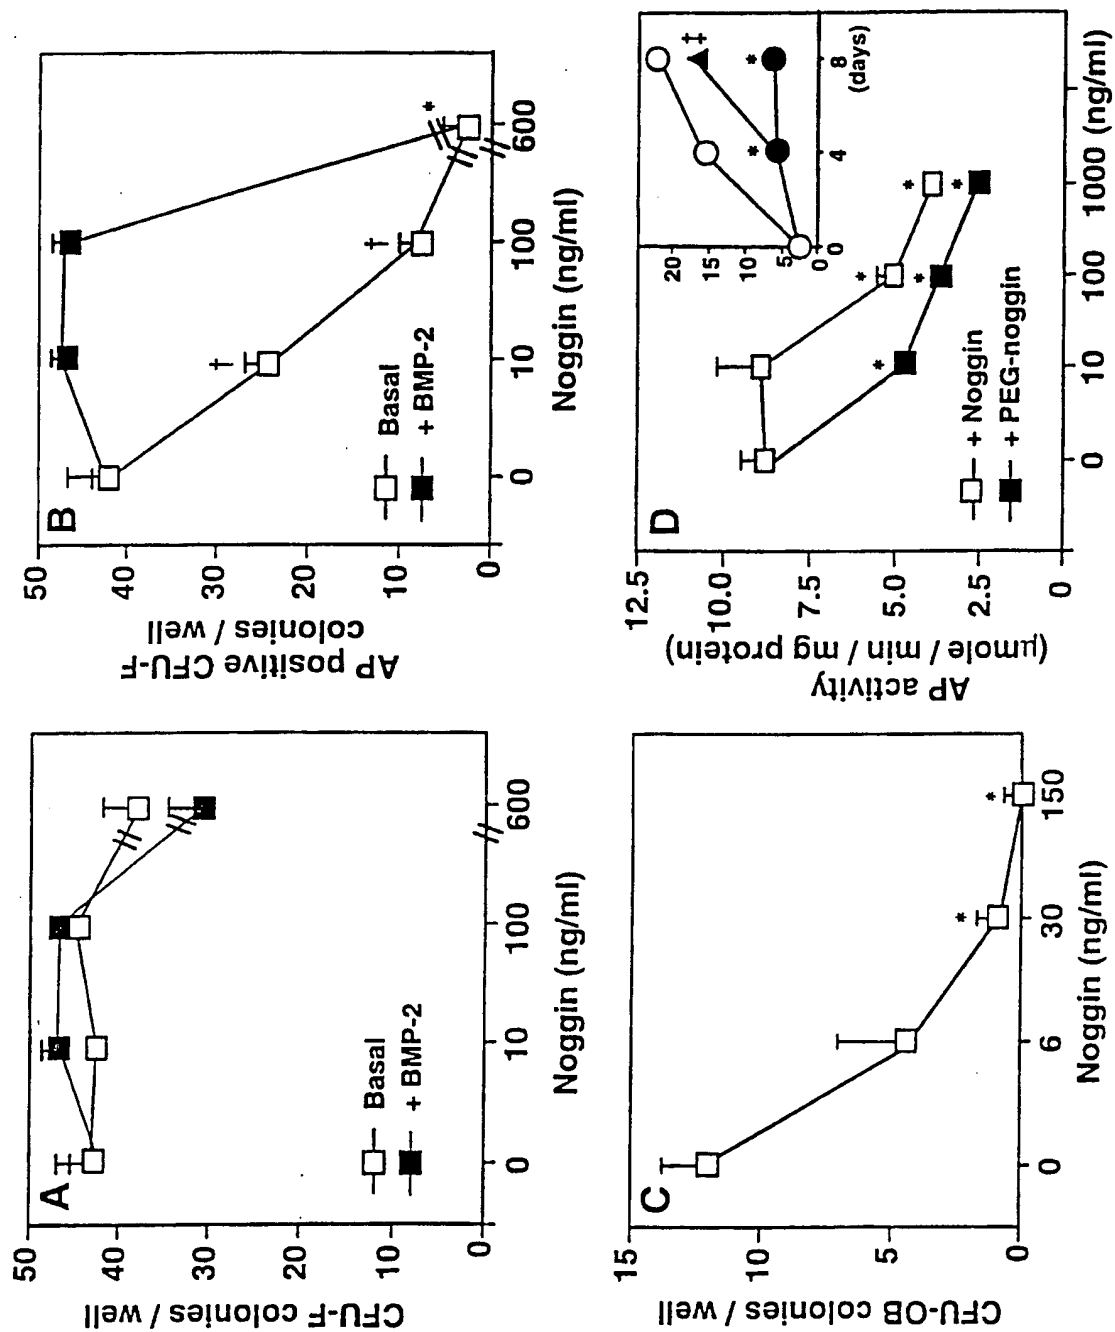 A
CFU-F colonies / well
50
40
30
20
10
0
0
10
100
600
Noggin (ng/ml)
Basal
+ BMP-2
B
AP positive CFU-F
colonies / well
50
40
30
20
10
0
†
†
*
0
10
100
600
Noggin (ng/ml)
Basal
+ BMP-2
C
CFU-OB colonies / well
15
10
5
0
*
*
0
6
30
150
Noggin (ng/ml)
D
AP activity
(μmole / min / mg protein)
12.5
10.0
7.5
5.0
2.5
0
*
*
*
*
*
0
10
100
1000 (ng/ml)
+ Noggin
+ PEG-noggin
20
15
10
5
0
*
*
‡
0
4
8
(days)